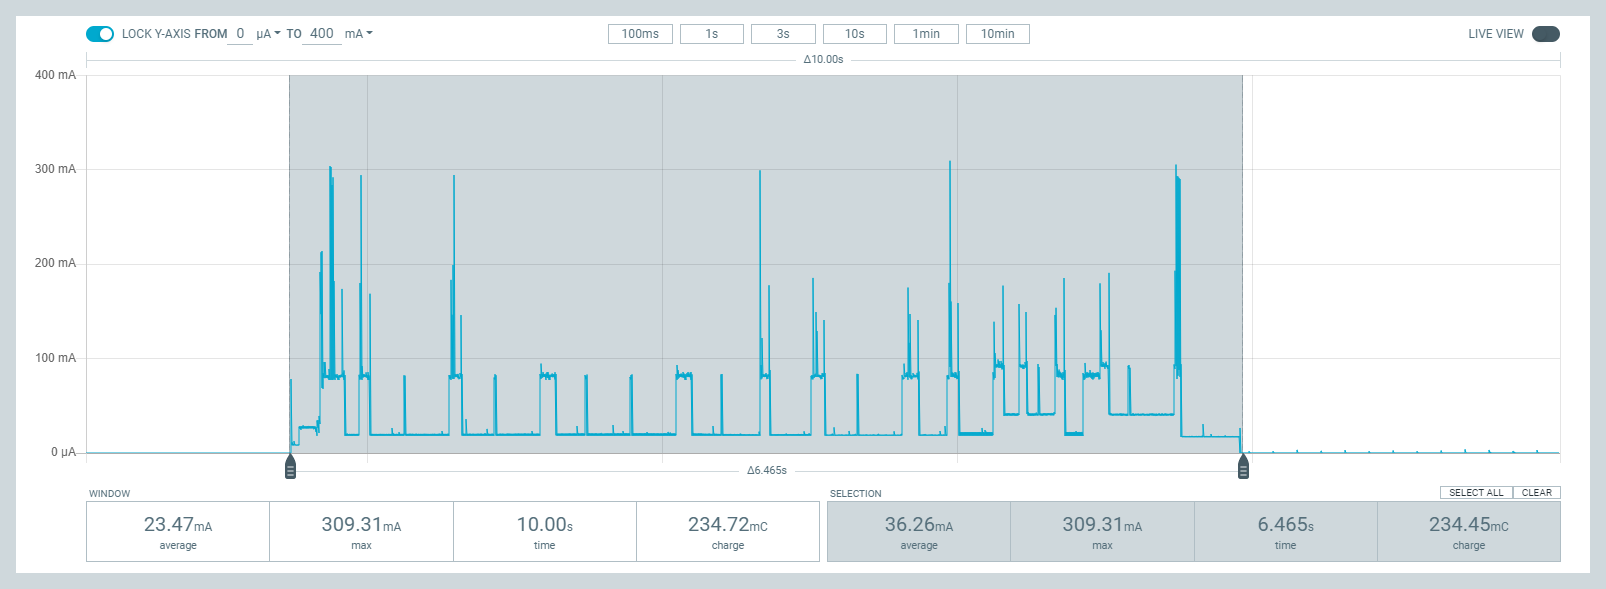 LOCK Y-AXIS FROM 0 µA TO 400 mA 100ms 1s 3s 10s 1min 10min LIVE VIEW
Δ10.00s
400 mA
300 mA
200 mA
100 mA
0 µA
Δ6.465s
WINDOW SELECTION SELECT ALL CLEAR
23.47mA 309.31mA 10.00s 234.72mC 36.26mA 309.31mA 6.465s 234.45mC
average max time charge average max time charge